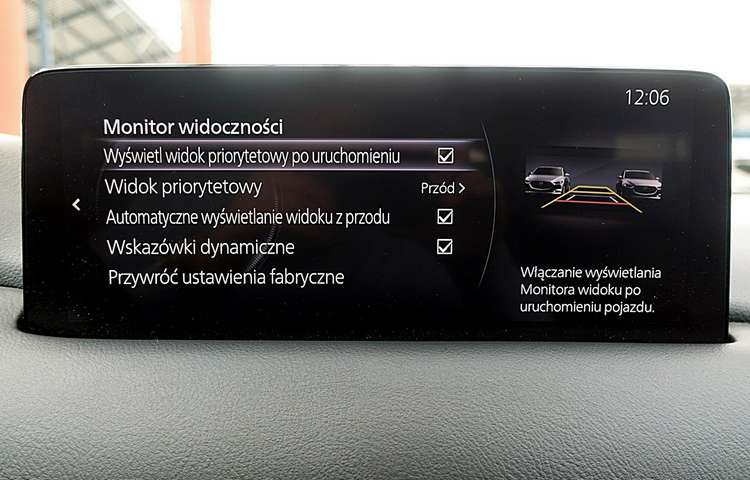 12:06
Monitor widoczności
Wyświetl widok priorytetowy po uruchomieniu
Widok priorytetowy Przód >
Automatyczne wyświetlanie widoku z przodu
Wskazówki dynamiczne
Przywróć ustawienia fabryczne
Włączanie wyświetlania
Monitora widoku po
uruchomieniu pojazdu.